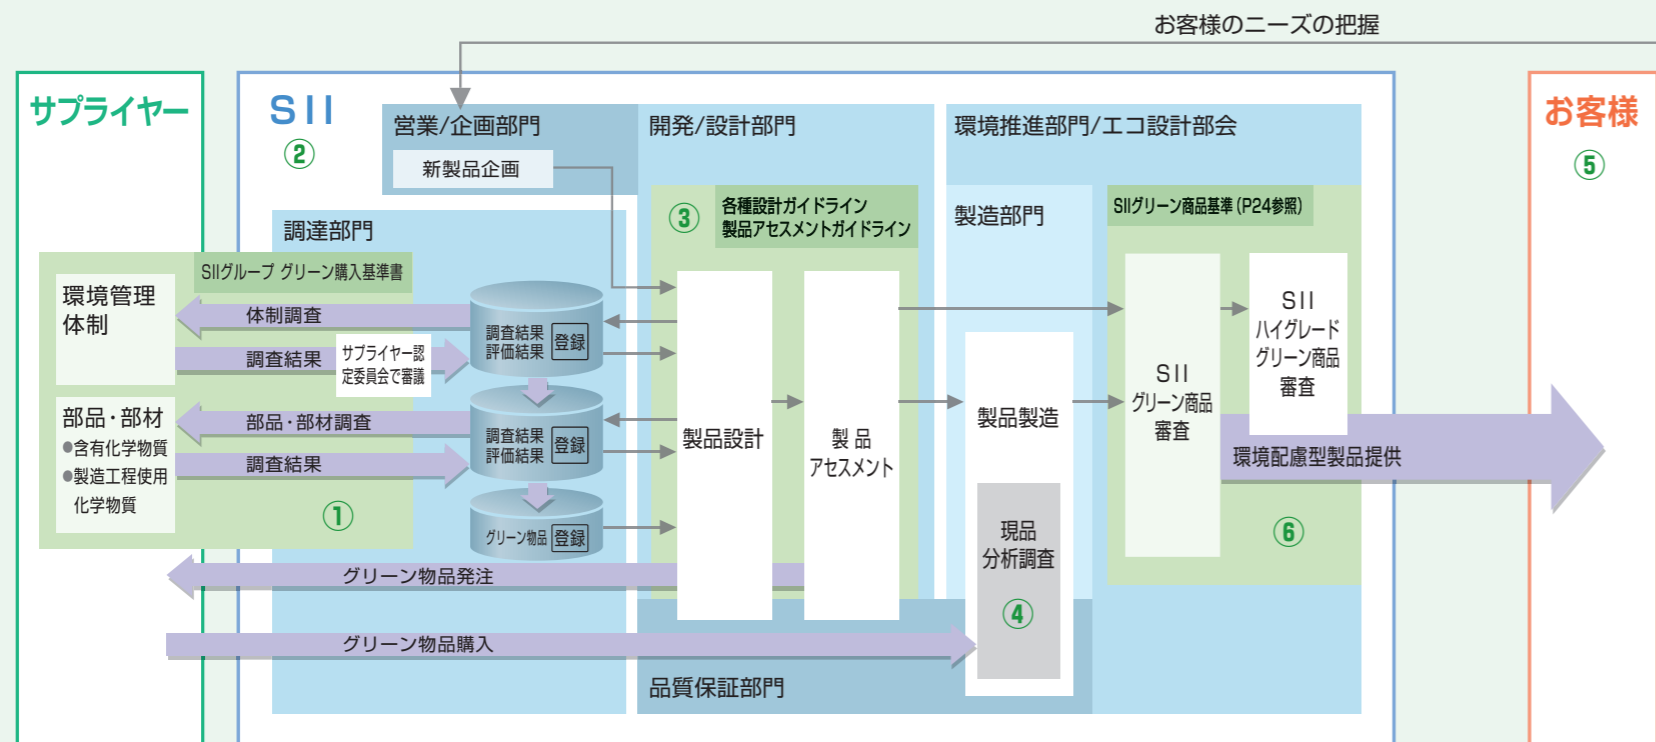 お客様のニーズの把握
サプライヤー
SII
②
営業/企画部門
新製品企画
開発/設計部門
環境推進部門/エコ設計部会
お客様
⑤
調達部門
③
各種設計ガイドライン
製品アセスメントガイドライン
製造部門
SIIグリーン商品基準(P24参照)
SIIグループ グリーン購入基準書
環境管理
体制
体制調査
調査結果
サプライヤー認
定委員会で審議
調査結果
評価結果
登録
部品・部材
●含有化学物質
●製造工程使用
化学物質
部品・部材調査
調査結果
調査結果
評価結果
登録
①
グリーン物品
登録
製品設計
製 品
アセスメント
製品製造
現品
分析調査
④
SII
グリーン商品
審査
SII
ハイグレード
グリーン商品
審査
環境配慮型製品提供
⑥
グリーン物品発注
グリーン物品購入
品質保証部門